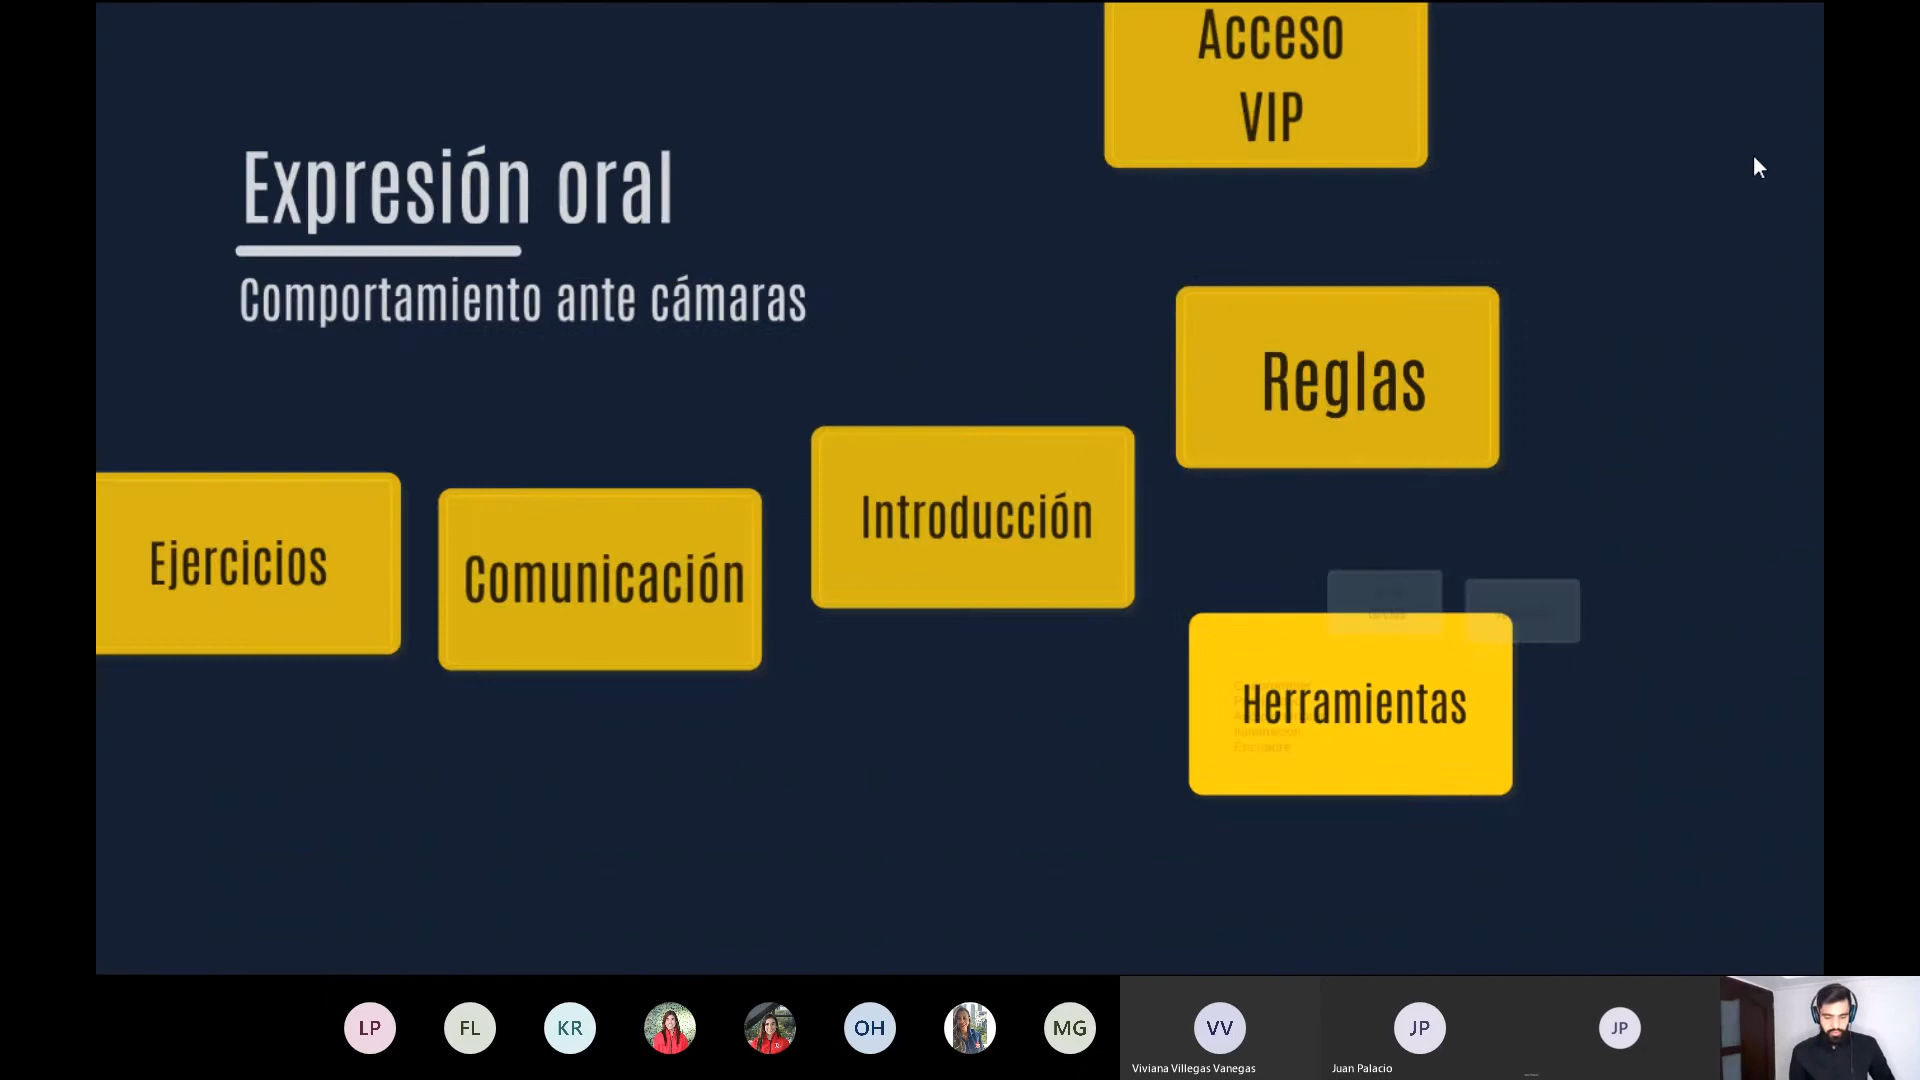 Acceso
VIP
Expresión oral
Comportamiento ante cámaras
Reglas
Introducción
Ejercicios
Comunicación
Herramientas
LP
FL
KR
OH
MG
VV
JP
JP
Viviana Villegas Vanegas
Juan Palacio